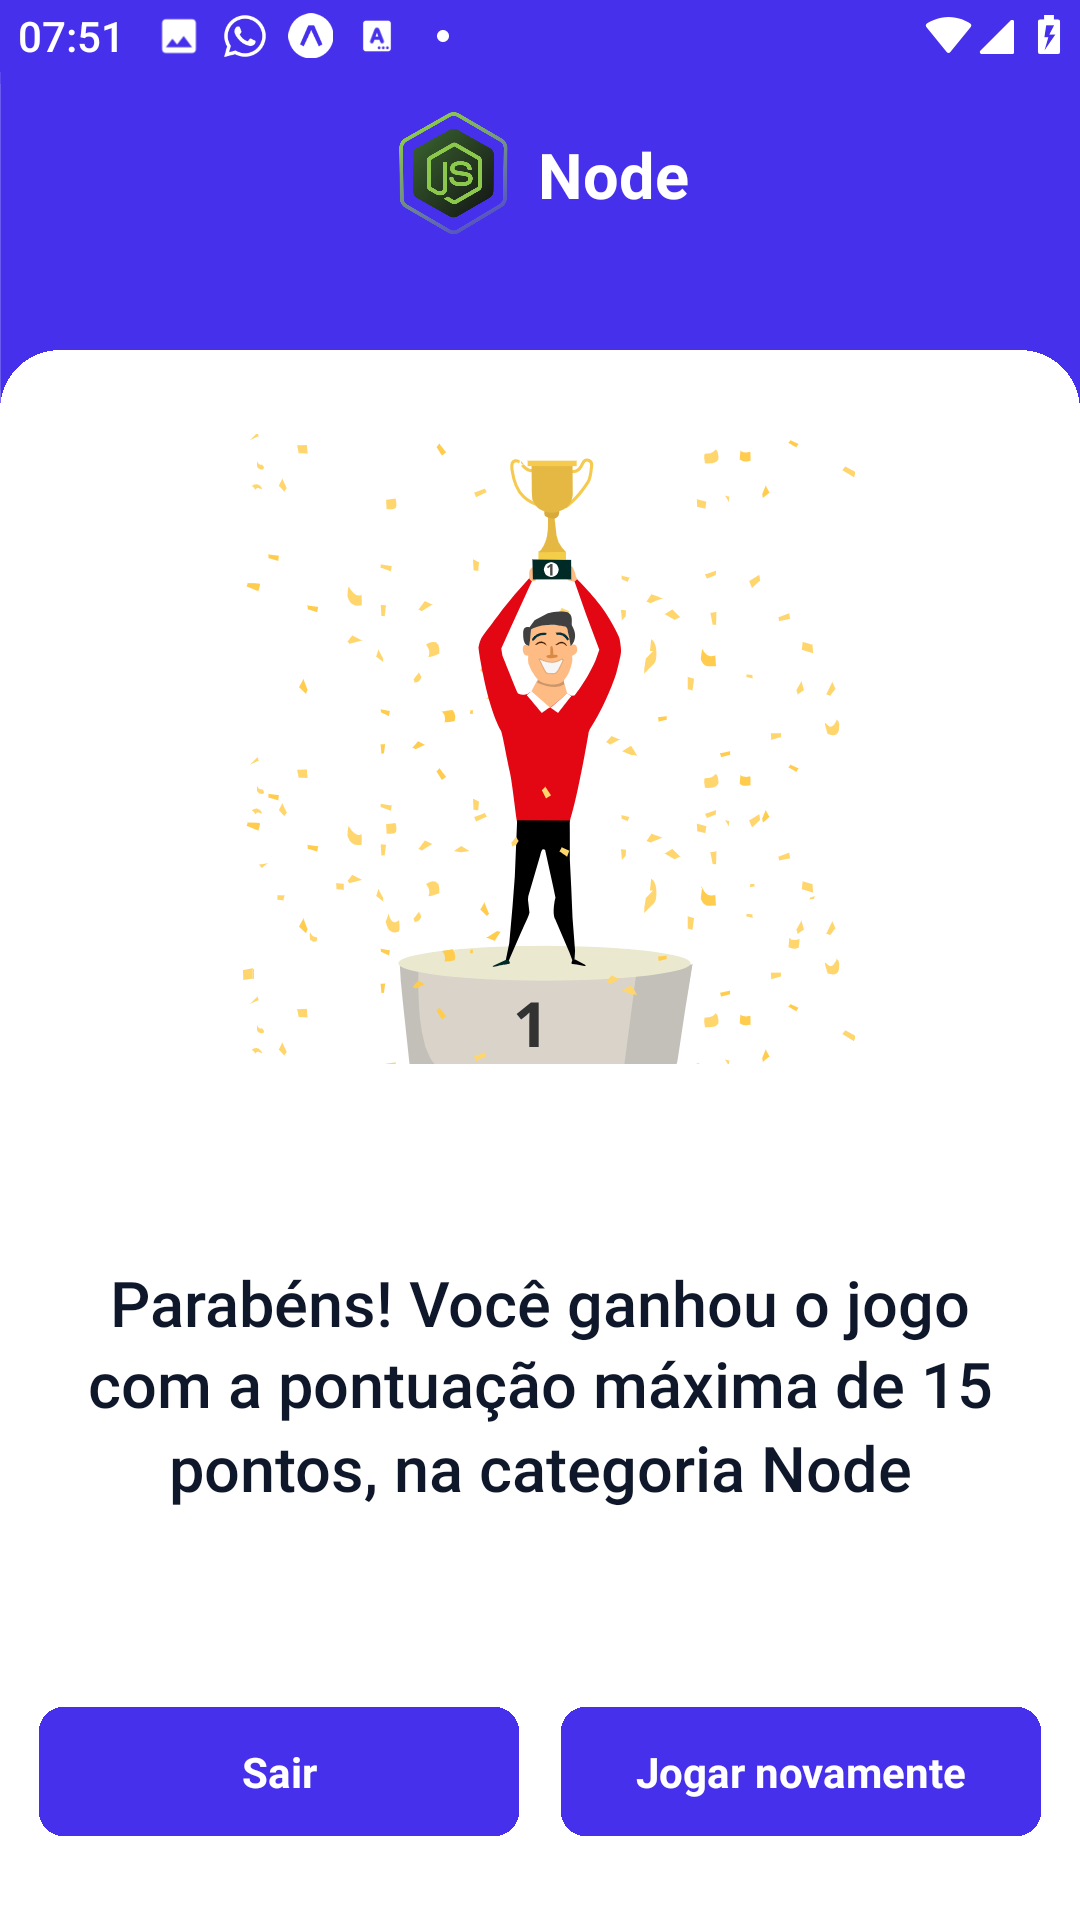 07:51
A
JS
Node
1
1
Parabéns! Você ganhou o jogo
com a pontuação máxima de 15
pontos, na categoria Node
Sair
Jogar novamente